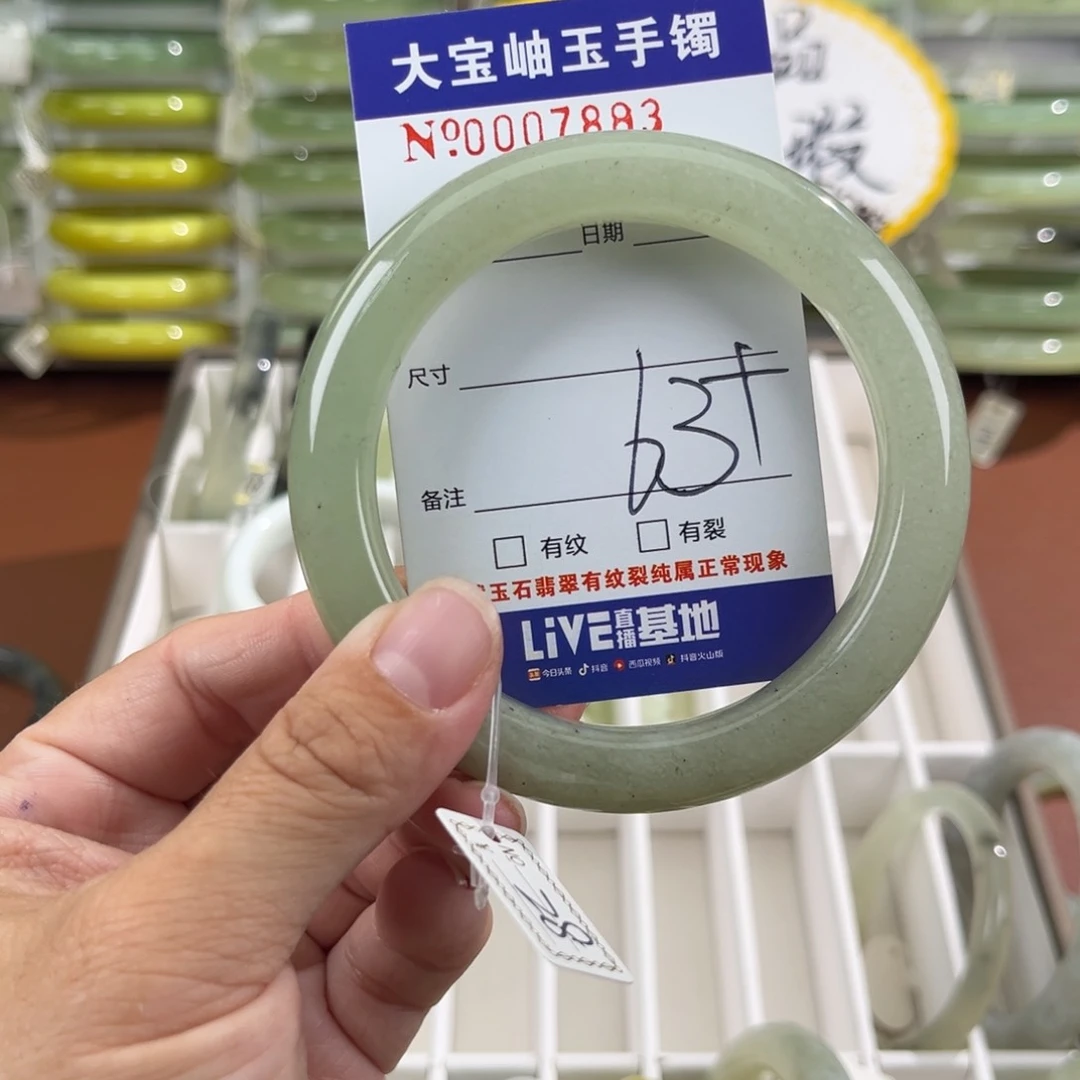 大宝岫玉手镯
№0007883
日期
尺寸
63+
备注
□ 有纹 □ 有裂
玉石翡翠有纹裂纯属正常现象
LiVE直播基地
今日头条 抖音 西瓜视频 抖音火山版
品
N8